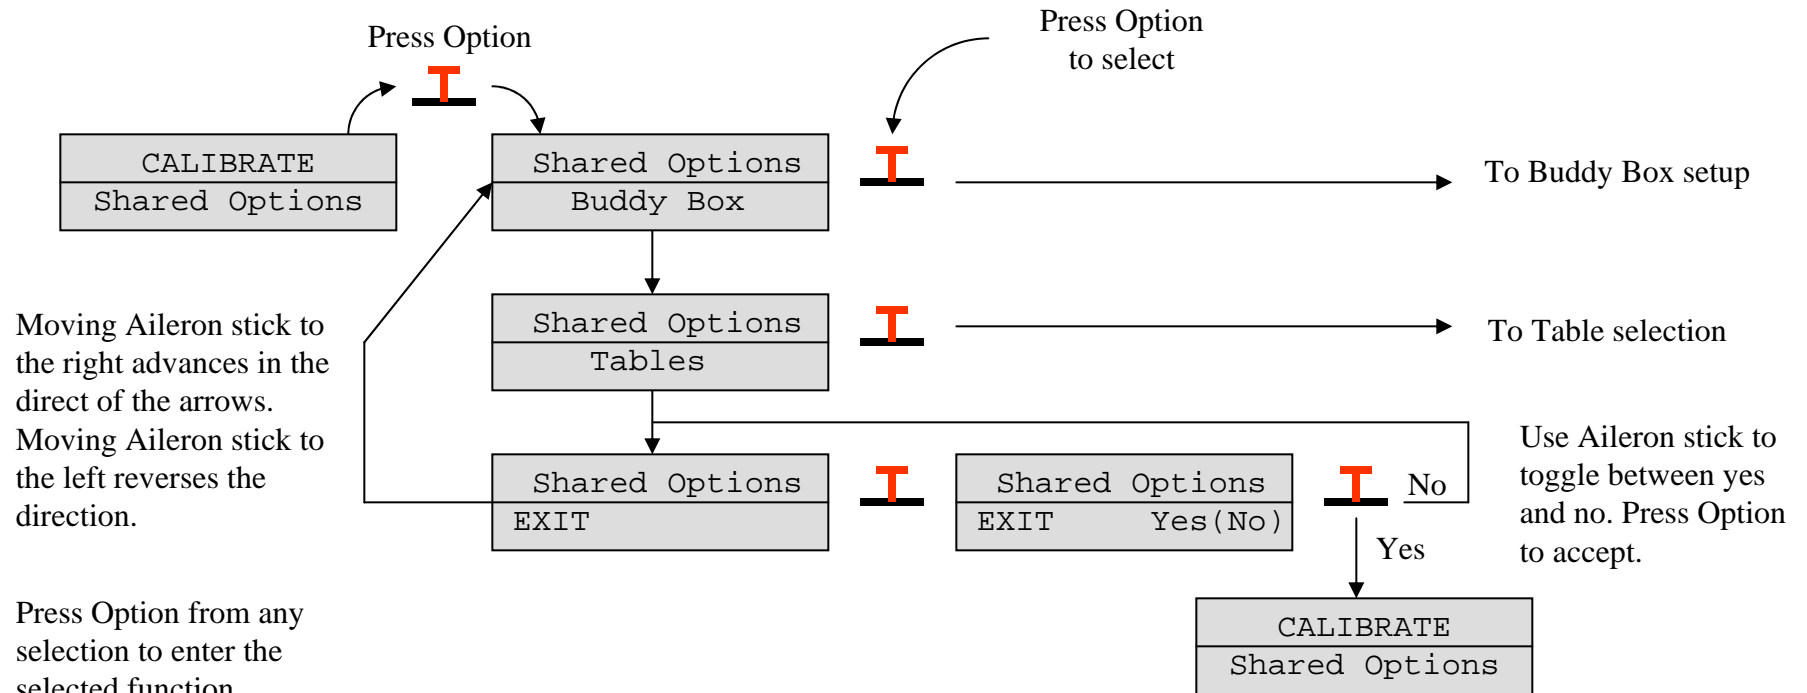 Press Option
Press Option
to select
CALIBRATE
Shared Options
Shared Options
Buddy Box
To Buddy Box setup
Moving Aileron stick to
the right advances in the
direct of the arrows.
Moving Aileron stick to
the left reverses the
direction.
Shared Options
Tables
To Table selection
Shared Options
EXIT
Shared Options
EXIT Yes(No)
No
Yes
Use Aileron stick to
toggle between yes
and no. Press Option
to accept.
Press Option from any
selection to enter the
selected function
CALIBRATE
Shared Options